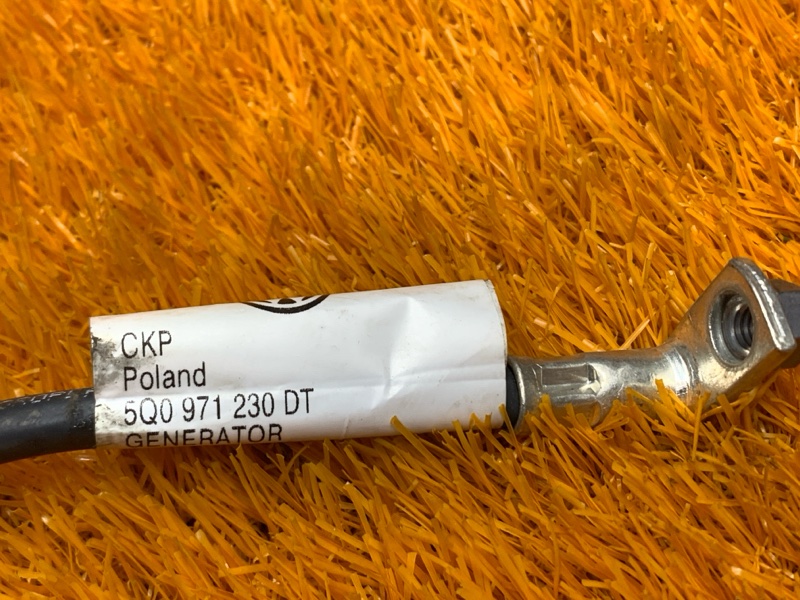 CKP
Poland
5Q0 971 230 DT
GENERATOR